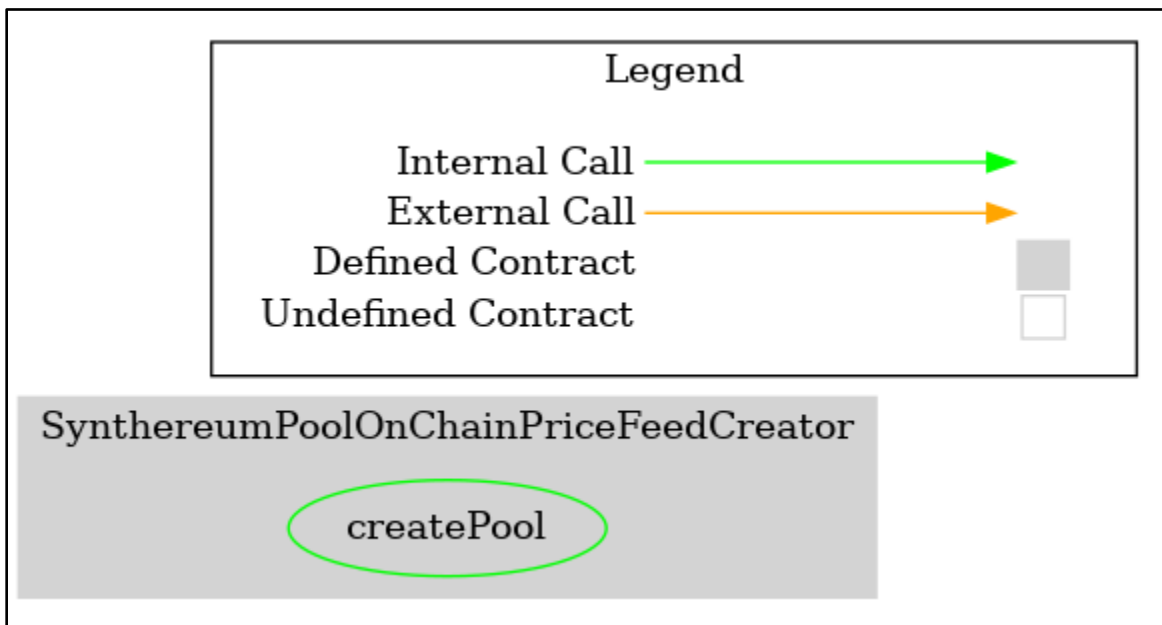 Legend
Internal Call
External Call
Defined Contract
Undefined Contract
SynthereumPoolOnChainPriceFeedCreator
createPool